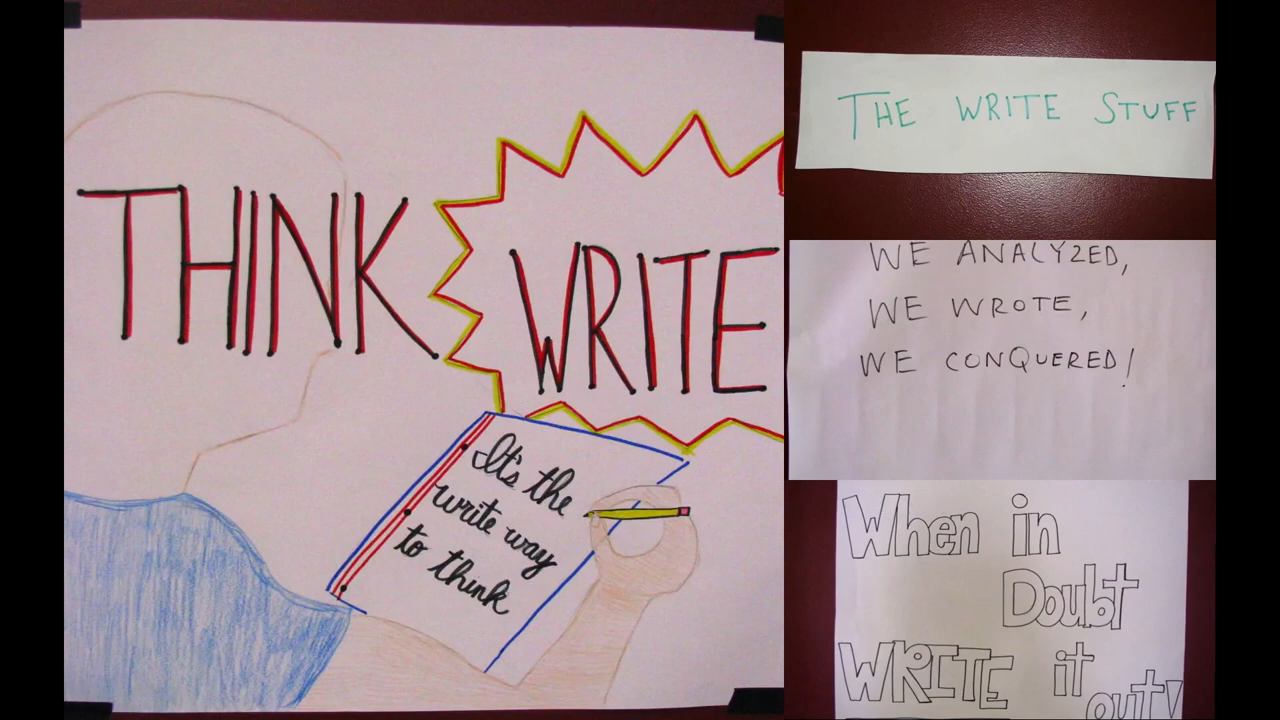 THINK WRITE
It's the
write way
to think
THE WRITE STUFF
WE ANALYZED,
WE WROTE,
WE CONQUERED!
When in
Doubt
WRITE it
out!